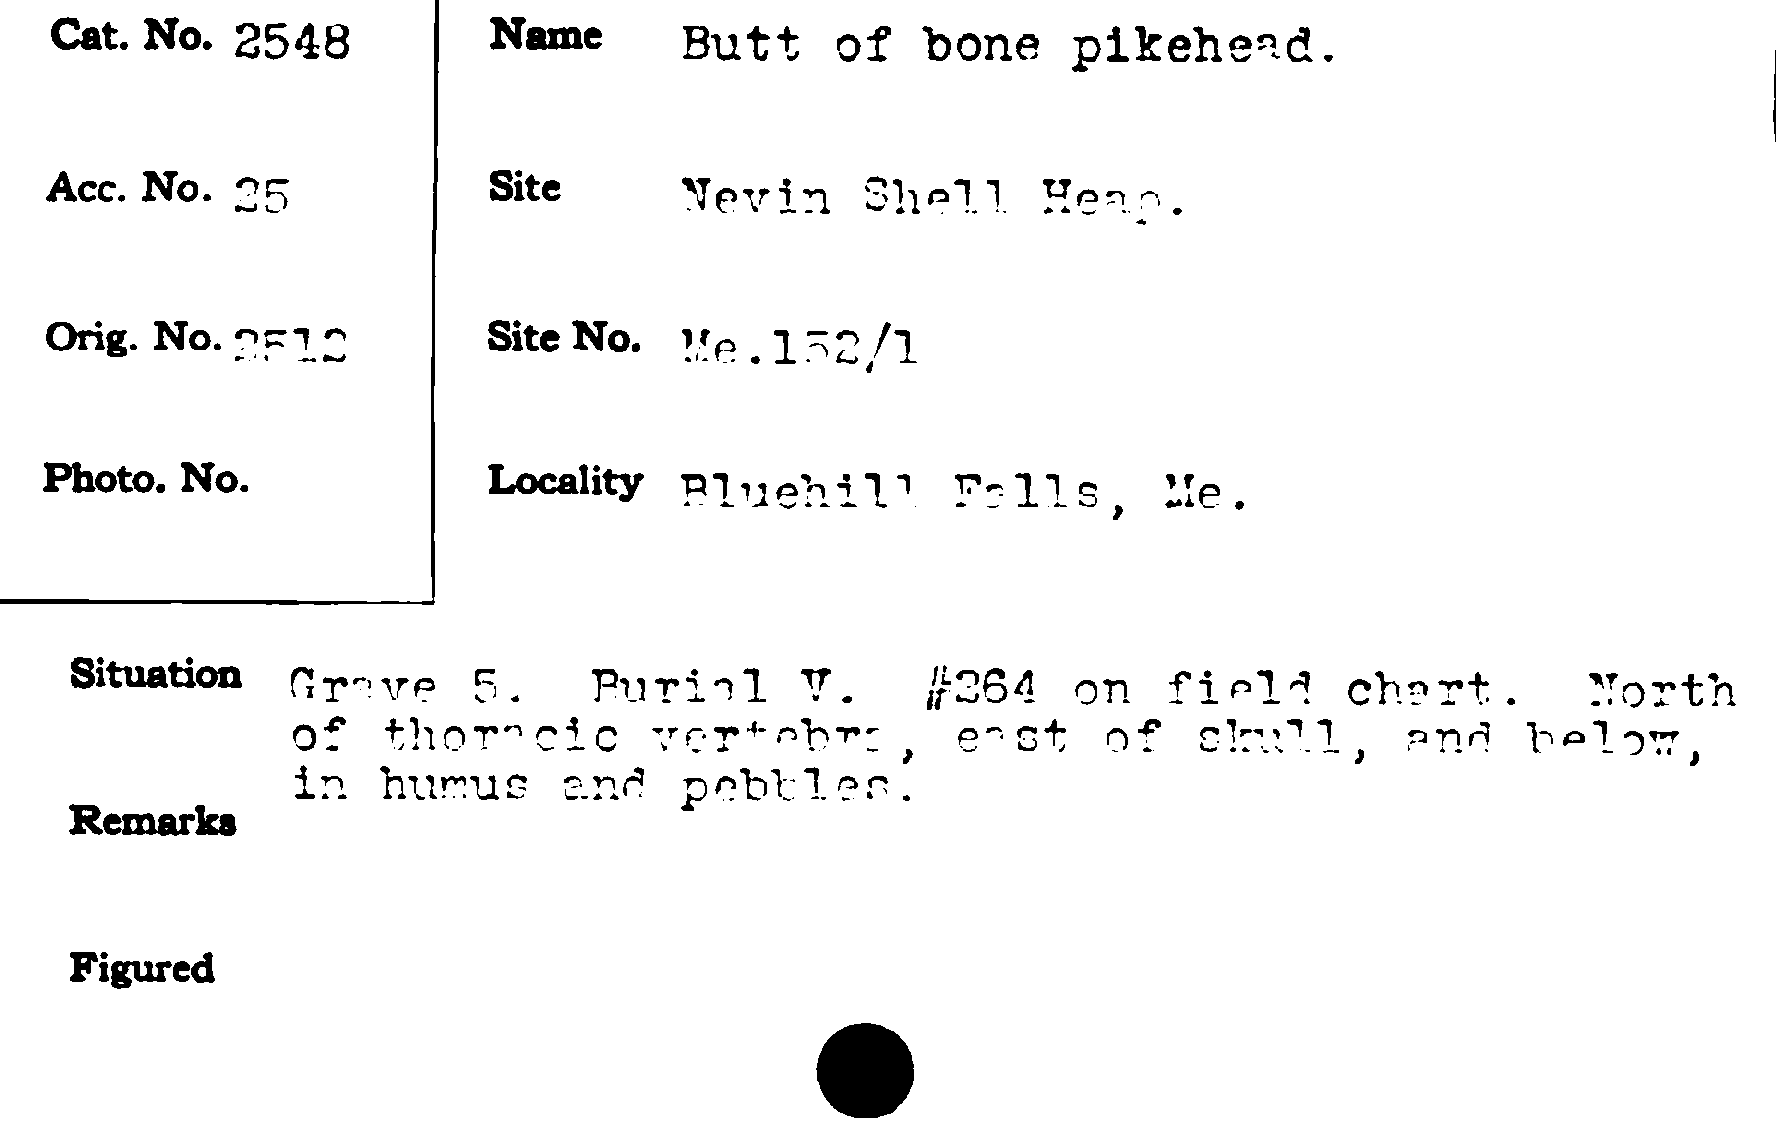 Cat. No. 2548
Name Butt of bone pikehead.
Acc. No. 25
Site Nevin Shell Heap.
Orig. No. 2512
Site No. Me.152/1
Photo. No.
Locality Bluehill Falls, Me.
Situation Grave 5. Burial V. #264 on field chart. North
of thoracic vertebra, east of skull, and below,
in humus and pebbles.
Remarks
Figured